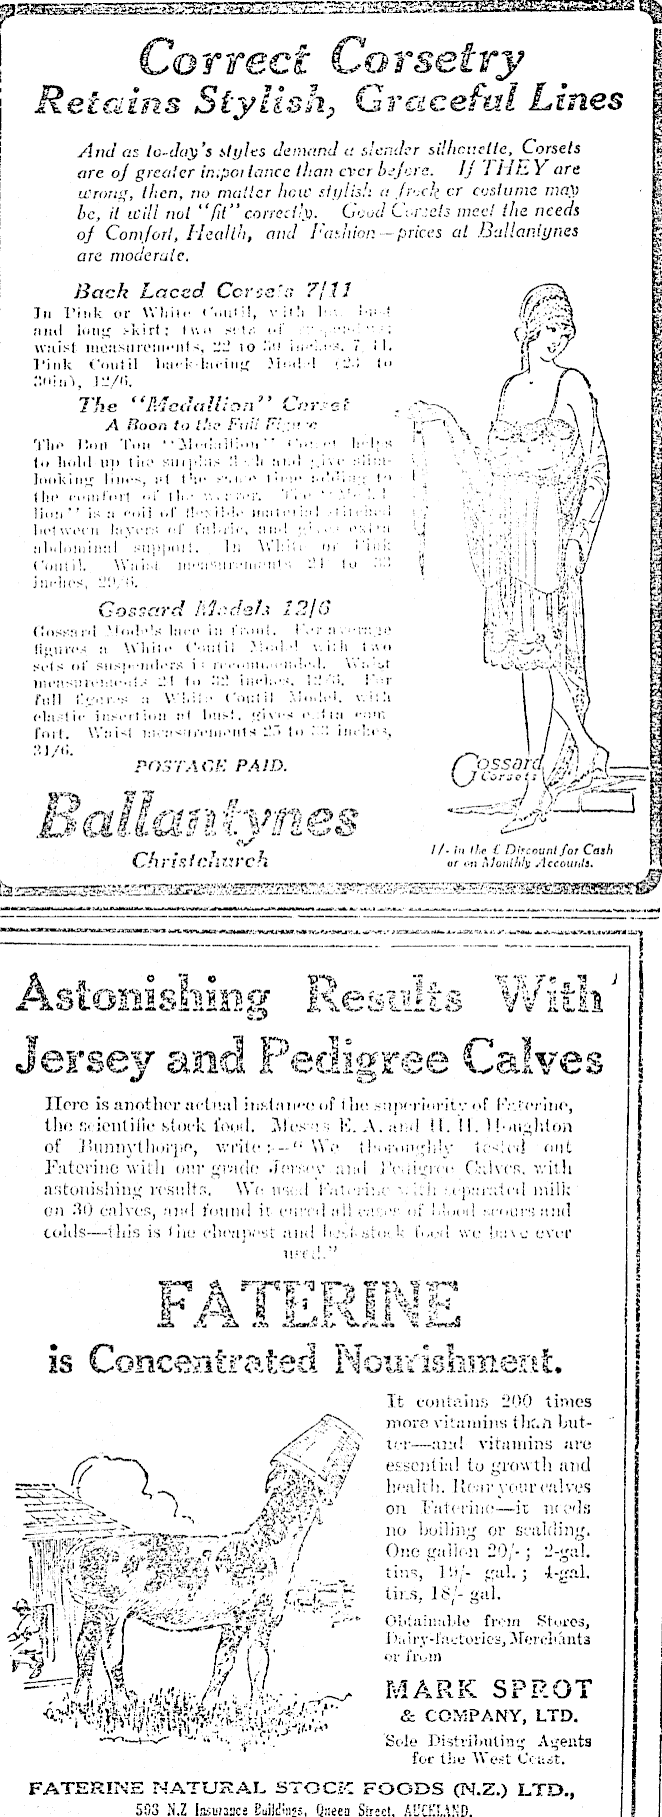 Correct Corsetry
Retains Stylish, Graceful Lines
And as to-day's styles demand a slender silhouette, Corsets
are of greater importance than ever before. If THEY are
wrong, then, no matter how stylish a frock or costume may
be, it will not "fit" correctly. Good Corsets meet the needs
of Comfort, Health, and Fashion—prices at Ballantynes
are moderate.
Back Laced Corsets 7/11
In Pink or White Coutil, with low bust
and long skirt; two sets of suspenders;
waist measurements, 22 to 30 inches, 7/11.
Pink Coutil back-lacing Model (23 to
30in), 12/6.
The "Medallion" Corset
A Boon to the Full Figure
The Bon Ton "Medallion" Corset helps
to hold up the surplus flesh and give slim-
looking lines, at the same time adding to
the comfort of the wearer. The "Medal-
lion" is a coil of flexible material stitched
between layers of fabric, and gives extra
abdominal support. In White or Pink
Coutil. Waist measurements 24 to
inches, 29/6.
Gossard Models 12/6
Gossard Models lace in front. For average
figures a White Coutil Model with two
sets of suspenders is recommended. Waist
measurements 21 to 32 inches, 12/6. For
full figures a White Coutil Model, with
elastic insertion at bust, gives extra com-
fort. Waist measurements 25 to 33 inches,
31/6.
POSTAGE PAID.
Gossard
Corsets
Ballantynes
Christchurch
1/- in the £ Discount for Cash
or on Monthly Accounts.
Astonishing Results With
Jersey and Pedigree Calves
Here is another actual instance of the superiority of Faterine,
the scientific stock food. Messrs E. A. and H. H. Houghton
of Bunnythorpe, write:—"We thoroughly tested out
Faterine with our grade Jersey and Pedigree Calves, with
astonishing results. We used Faterine with separated milk
on 30 calves, and found it cured all cases of blood scours and
colds—this is the cheapest and best stock food we have ever
used."
FATERINE
is Concentrated Nourishment.
It contains 200 times
more vitamins than but-
ter—and vitamins are
essential to growth and
health. Rear your calves
on Faterine—it needs
no boiling or scalding.
One gallon 20/-; 2-gal.
tins, 19/- gal.; 4-gal.
tins, 18/- gal.
Obtainable from Stores,
Dairy-factories, Merchants
or from
MARK SPROT
& COMPANY, LTD.
Sole Distributing Agents
for the West Coast.
FATERINE NATURAL STOCK FOODS (N.Z.) LTD.,
503 N.Z Insurance Buildings, Queen Street, AUCKLAND.